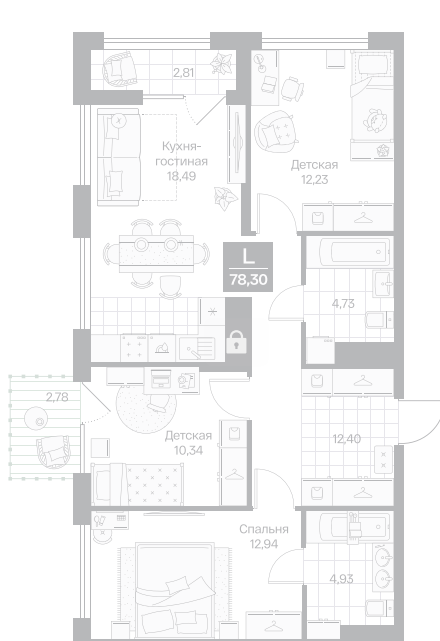 2,81
Кухня-
гостиная
18,49
Детская
12,23
L
78,30
4,73
2,78
Детская
10,34
12,40
Спальня
12,94
4,93